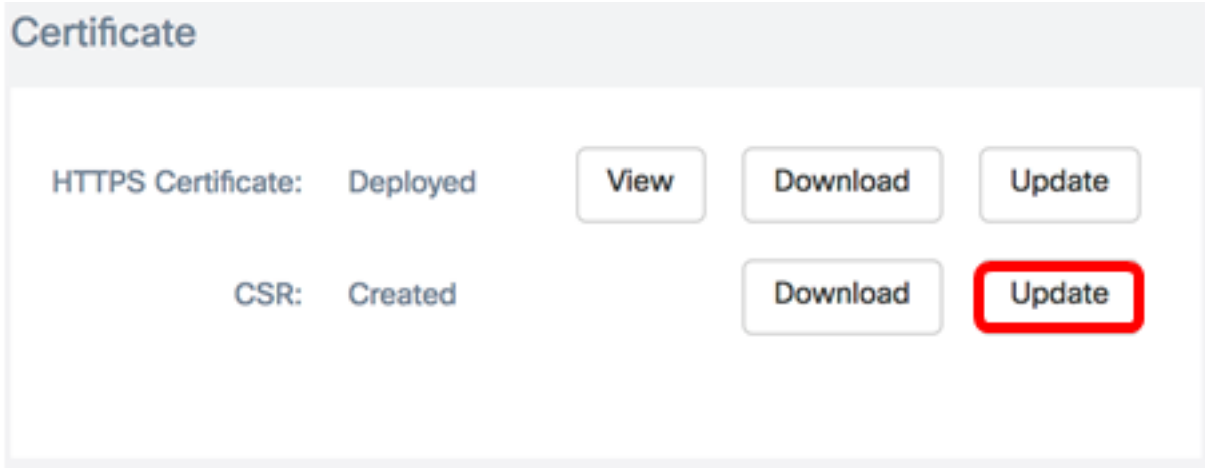 Certificate
HTTPS Certificate: Deployed View Download Update
CSR: Created Download Update